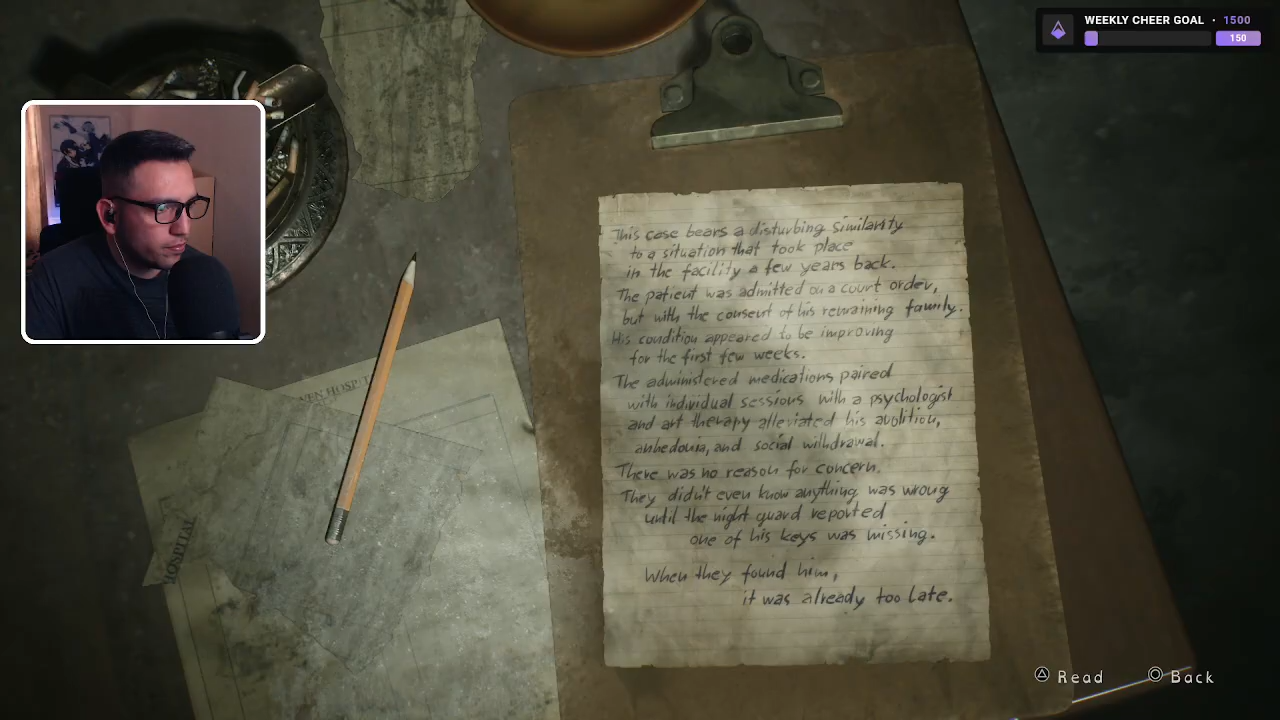 WEEKLY CHEER GOAL · 1500
150
This case bears a disturbing similarity
to a situation that took place
in the facility a few years back.
The patient was admitted on a court order,
but with the consent of his remaining family.
His condition appeared to be improving
for the first few weeks.
The administered medications paired
with individual sessions with a psychologist
and art therapy alleviated his avolition,
anhedonia, and social withdrawal.
There was no reason for concern.
They didn't even know anything was wrong
until the night guard reported
one of his keys was missing.
When they found him,
it was already too late.
VEN HOSPITAL
HOSPITAL
Read
Back